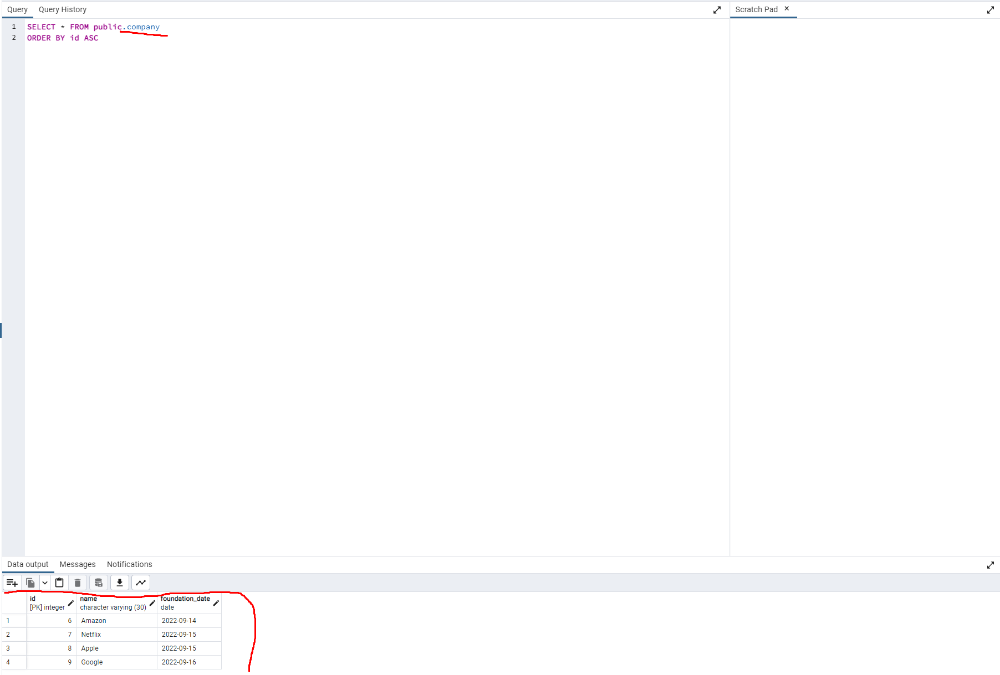 Query Query History Scratch Pad ×
1 SELECT * FROM public.company
2 ORDER BY id ASC
Data output Messages Notifications
id name foundation_date
[PK] integer character varying (30) date
1 6 Amazon 2022-09-14
2 7 Netflix 2022-09-15
3 8 Apple 2022-09-15
4 9 Google 2022-09-16